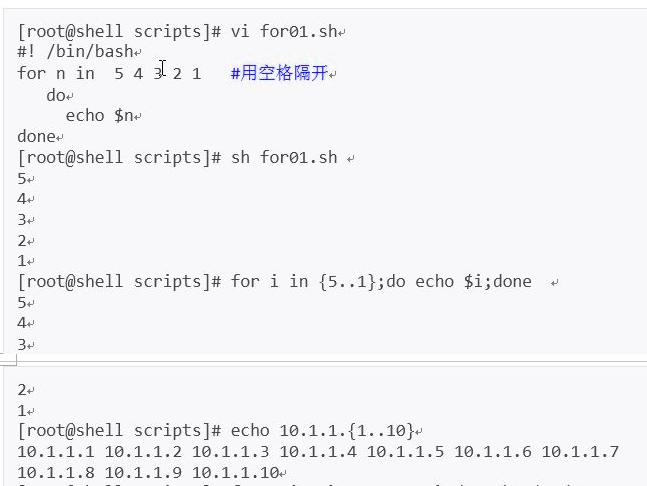 [root@shell scripts]# vi for01.sh
#! /bin/bash
for n in  5 4 3 2 1   #用空格隔开
   do
     echo $n
done
[root@shell scripts]# sh for01.sh
5
4
3
2
1
[root@shell scripts]# for i in {5..1};do echo $i;done
5
4
3
2
1
[root@shell scripts]# echo 10.1.1.{1..10}
10.1.1.1 10.1.1.2 10.1.1.3 10.1.1.4 10.1.1.5 10.1.1.6 10.1.1.7
10.1.1.8 10.1.1.9 10.1.1.10